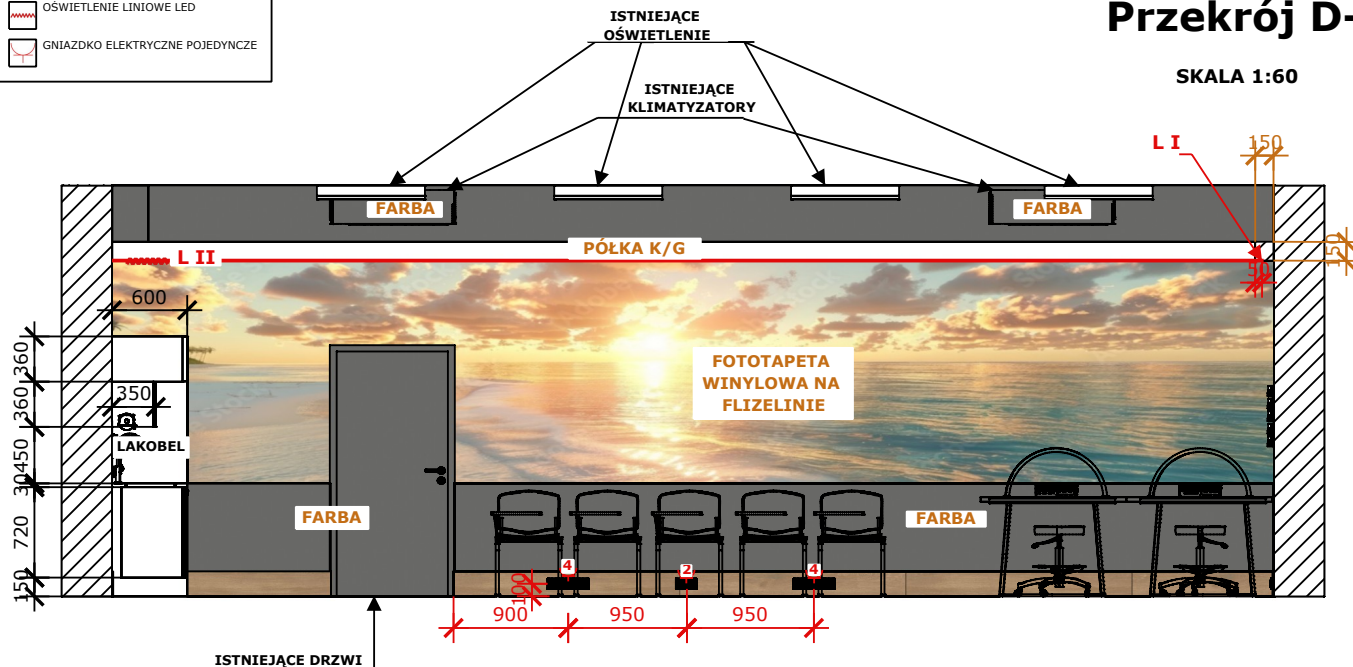 OŚWIETLENIE LINIOWE LED
GNIAZDKO ELEKTRYCZNE POJEDYNCZE
ISTNIEJĄCE
OŚWIETLENIE
Przekrój D-
SKALA 1:60
ISTNIEJĄCE
KLIMATYZATORY
L I
150
FARBA
FARBA
PÓŁKA K/G
150
L II
50
600
360
FOTOTAPETA
WINYLOWA NA
FLIZELINIE
360
350
LAKOBEL
450
30
FARBA
FARBA
720
4
2
4
150
100
900
950
950
ISTNIEJĄCE DRZWI